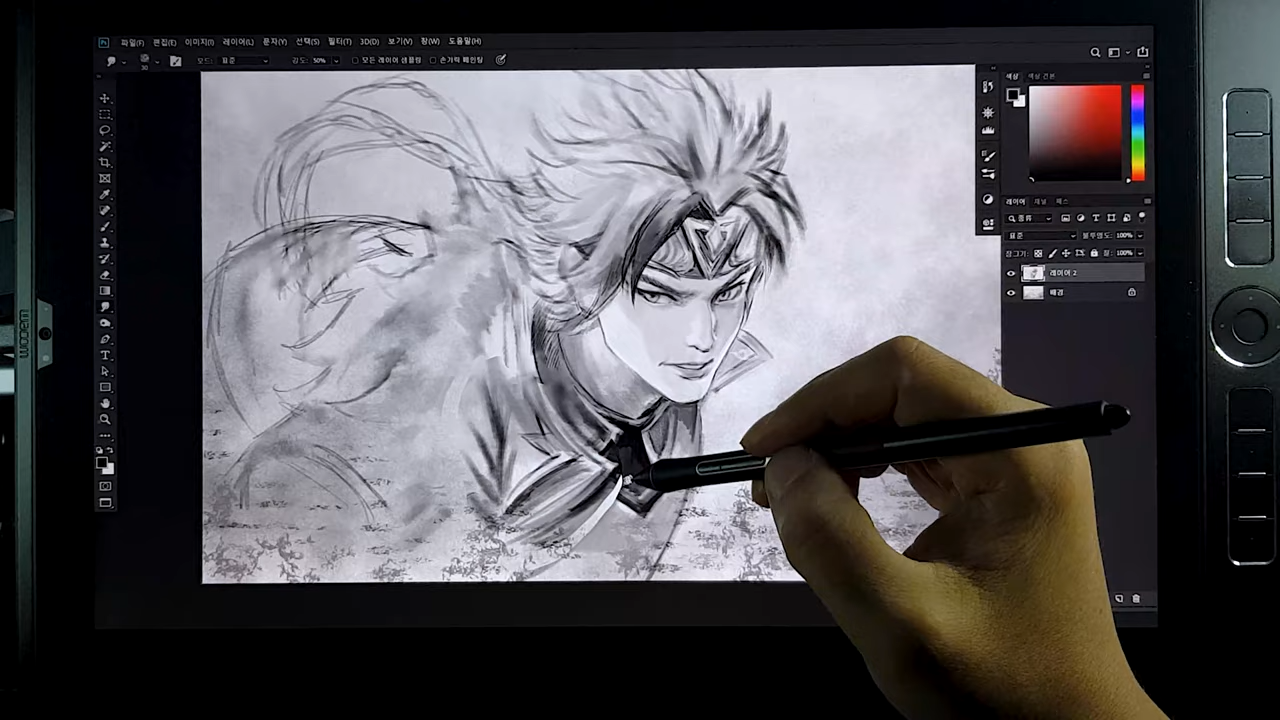 Ps 파일(F) 편집(E) 이미지(I) 레이어(L) 문자(Y) 선택(S) 필터(T) 3D(D) 보기(V) 창(W) 도움말(H)
30 모드: 표준 강도: 50% 모든 레이어 샘플링 손가락 페인팅
색상 색상 견본
레이어 채널 패스
종류
표준 불투명도: 100%
잠그기: 칠: 100%
레이어 2
배경
wacom